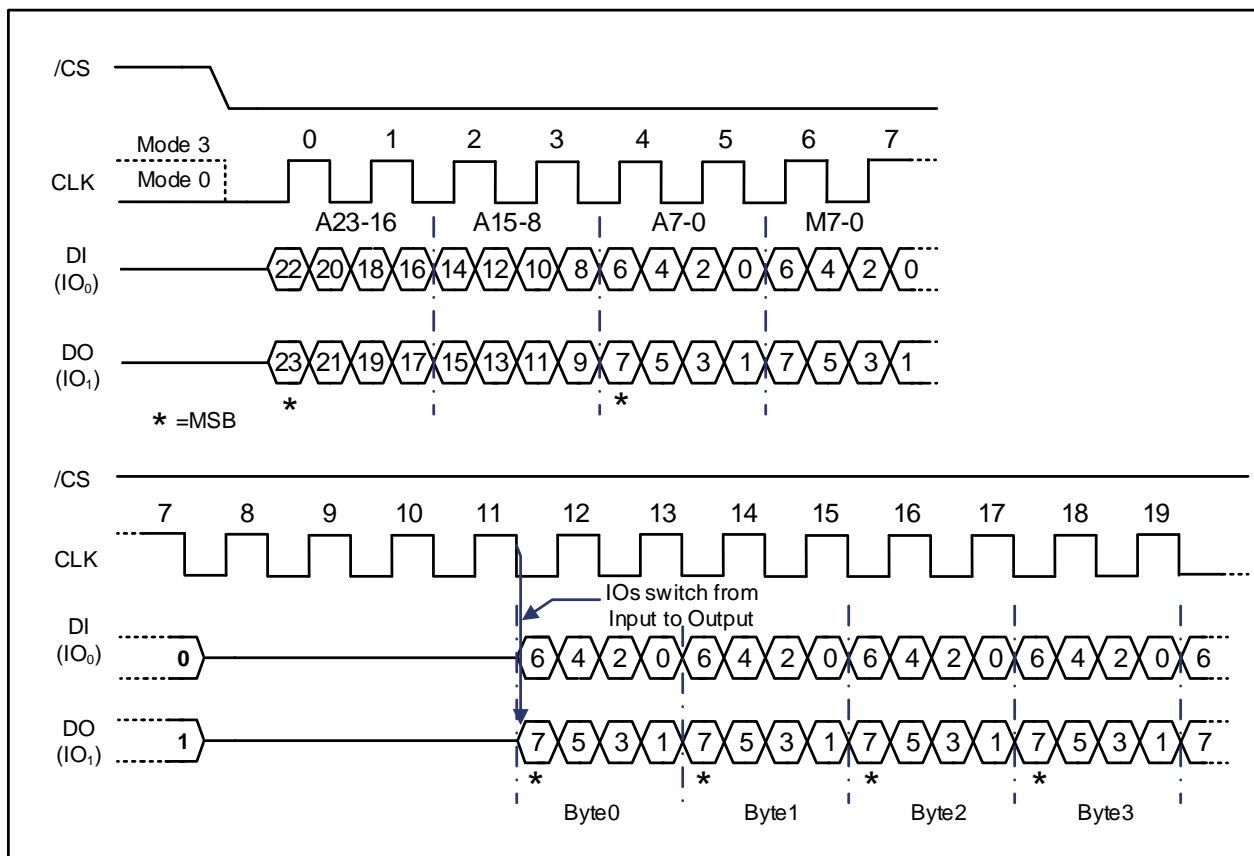 /CS
Mode 3
Mode 0
CLK
0 1 2 3 4 5 6 7
A23-16 A15-8 A7-0 M7-0
DI
(IO₀)
22 20 18 16 14 12 10 8 6 4 2 0 6 4 2 0
DO
(IO₁)
23 21 19 17 15 13 11 9 7 5 3 1 7 5 3 1
* *
* =MSB
/CS
7 8 9 10 11 12 13 14 15 16 17 18 19
CLK
IOs switch from
Input to Output
DI
(IO₀)
0 6 4 2 0 6 4 2 0 6 4 2 0 6 4 2 0 6
DO
(IO₁)
1 7 5 3 1 7 5 3 1 7 5 3 1 7 5 3 1 7
* * * *
Byte0 Byte1 Byte2 Byte3